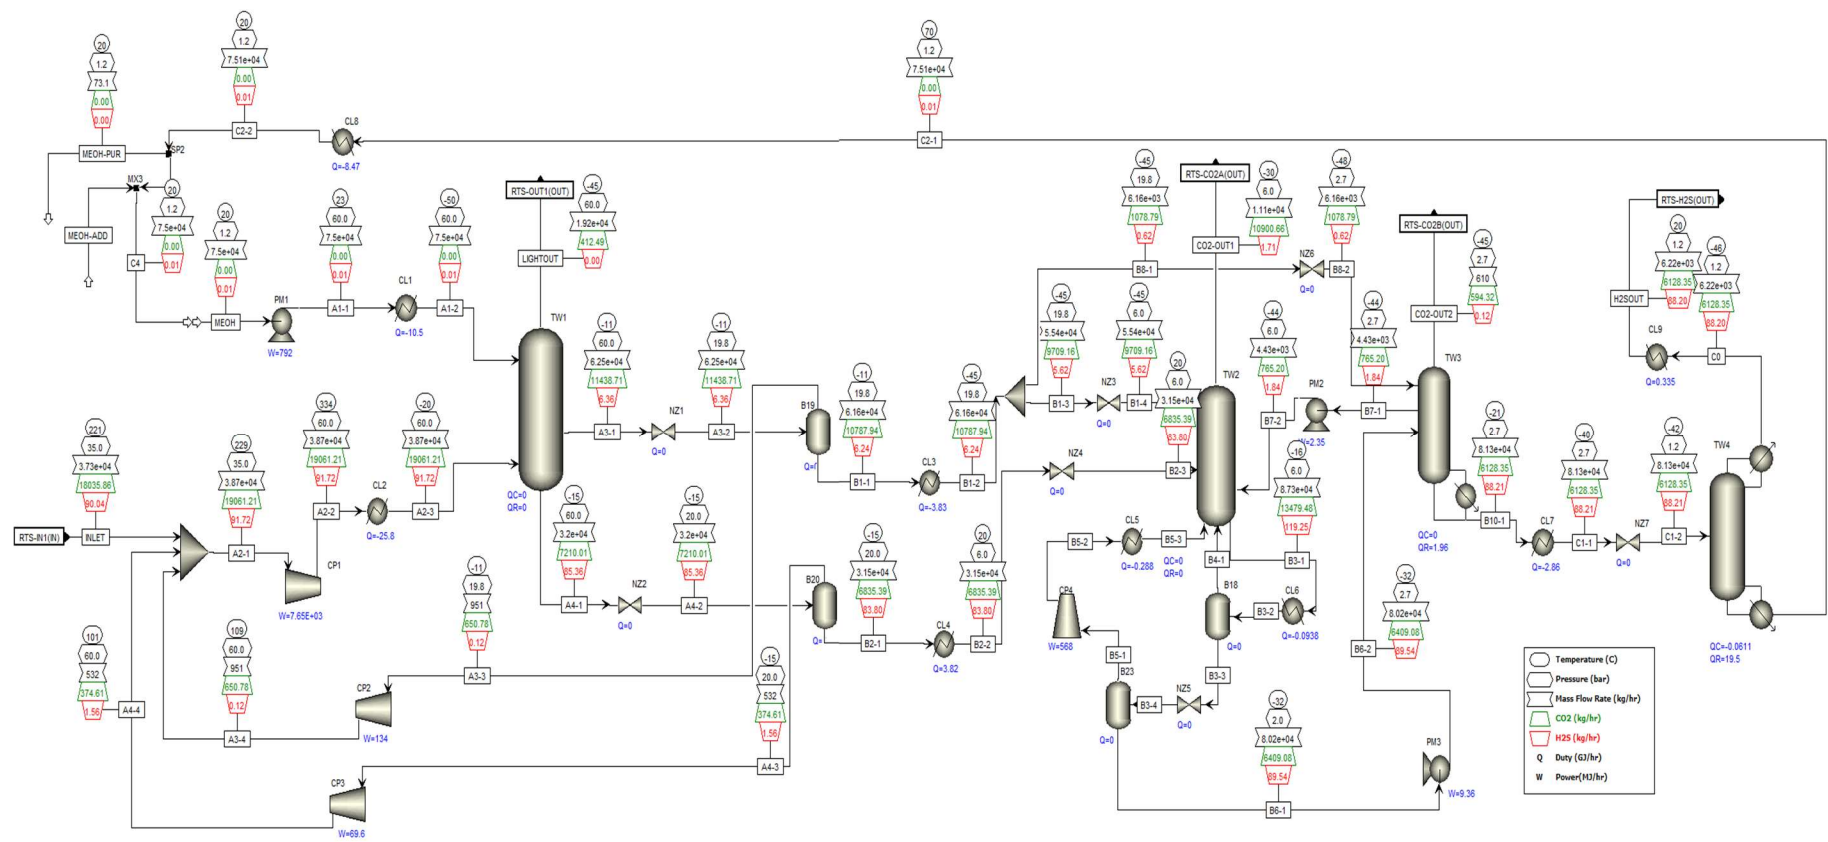 20
1.2
73.1
0.00
0.00
MEOH-PUR
20
1.2
7.51e+04
0.00
0.01
C2-2
CL8
Q=-8.47
70
1.2
7.51e+04
0.00
0.01
C2-1
SP2
MX3
MEOH-ADD
20
1.2
7.5e+04
0.00
0.01
C4
20
1.2
7.5e+04
0.00
0.01
MEOH
PM1
W=792
23
60.0
7.5e+04
0.00
0.01
A1-1
CL1
Q=-10.5
-50
60.0
7.5e+04
0.00
0.01
A1-2
RTS-OUT1(OUT)
-45
60.0
1.92e+04
412.49
0.00
LIGHTOUT
TW1
QC=0
QR=0
221
35.0
3.73e+04
18035.86
90.04
RTS-IN1(IN)
INLET
229
35.0
3.87e+04
19061.21
91.72
A2-1
CP1
W=7.65E+03
334
60.0
3.87e+04
19061.21
91.72
A2-2
CL2
Q=-25.8
-20
60.0
3.87e+04
19061.21
91.72
A2-3
-11
60.0
6.25e+04
11438.71
6.36
A3-1
NZ1
Q=0
-11
19.8
6.25e+04
11438.71
6.36
A3-2
-15
60.0
3.2e+04
7210.01
85.36
A4-1
NZ2
Q=0
-15
20.0
3.2e+04
7210.01
85.36
A4-2
B19
-11
19.8
6.16e+04
10787.94
6.24
B1-1
CL3
Q=-3.83
-45
19.8
6.16e+04
10787.94
6.24
B1-2
B20
Q=
-15
20.0
3.15e+04
6835.39
83.80
B2-1
CL4
Q=3.82
20
6.0
3.15e+04
6835.39
83.80
B2-2
-11
19.8
951
650.78
0.12
A3-3
CP2
W=134
109
60.0
951
650.78
0.12
A3-4
101
60.0
532
374.61
1.56
A4-4
-15
20.0
532
374.61
1.56
A4-3
CP3
W=69.6
-45
19.8
6.16e+03
1078.79
0.62
B8-1
NZ6
Q=0
-48
2.7
6.16e+03
1078.79
0.62
B8-2
-45
19.8
5.54e+04
9709.16
5.62
B1-3
NZ3
Q=0
-45
6.0
5.54e+04
9709.16
5.62
B1-4
NZ4
Q=0
20
6.0
3.15e+04
6835.39
83.80
B2-3
RTS-CO2A(OUT)
-30
6.0
1.11e+04
10900.66
1.71
CO2-OUT1
TW2
QC=0
QR=0
-44
6.0
4.43e+03
765.20
1.84
B7-2
PM2
W=2.35
-44
2.7
4.43e+03
765.20
1.84
B7-1
-16
6.0
8.73e+04
13479.48
119.25
B3-1
CL6
Q=-0.0938
B3-2
B4-1
B18
Q=0
B3-3
NZ5
Q=0
B3-4
B23
Q=0
B5-1
CP4
W=568
B5-2
CL5
Q=-0.288
B5-3
-32
2.0
8.02e+04
6409.08
89.54
B6-1
PM3
W=9.36
-32
2.7
8.02e+04
6409.08
89.54
B6-2
RTS-CO2B(OUT)
-45
2.7
610
594.32
0.12
CO2-OUT2
TW3
QC=0
QR=1.96
-21
2.7
8.13e+04
6128.35
88.21
B10-1
CL7
Q=-2.86
-40
2.7
8.13e+04
6128.35
88.21
C1-1
NZ7
Q=0
-42
1.2
8.13e+04
6128.35
88.21
C1-2
TW4
QC=-0.0611
QR=19.5
RTS-H2S(OUT)
20
1.2
6.22e+03
6128.35
88.20
H2SOUT
CL9
Q=0.335
-46
1.2
6.22e+03
6128.35
88.20
C0
Temperature (C)
Pressure (bar)
Mass Flow Rate (kg/hr)
CO2 (kg/hr)
H2S (kg/hr)
Q Duty (GJ/hr)
W Power(MJ/hr)